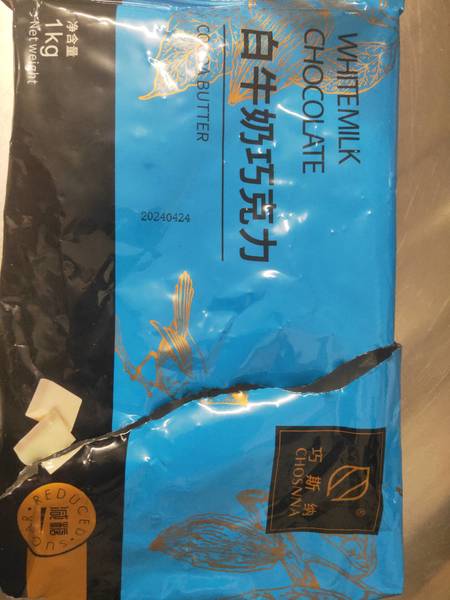 WHITEMILK
CHOCOLATE
白牛奶巧克力
COCOA BUTTER
净含量
1kg
Net weight
20240424
巧斯纳
CHOSNNA
®
REDUCED
减糖
SUGAR